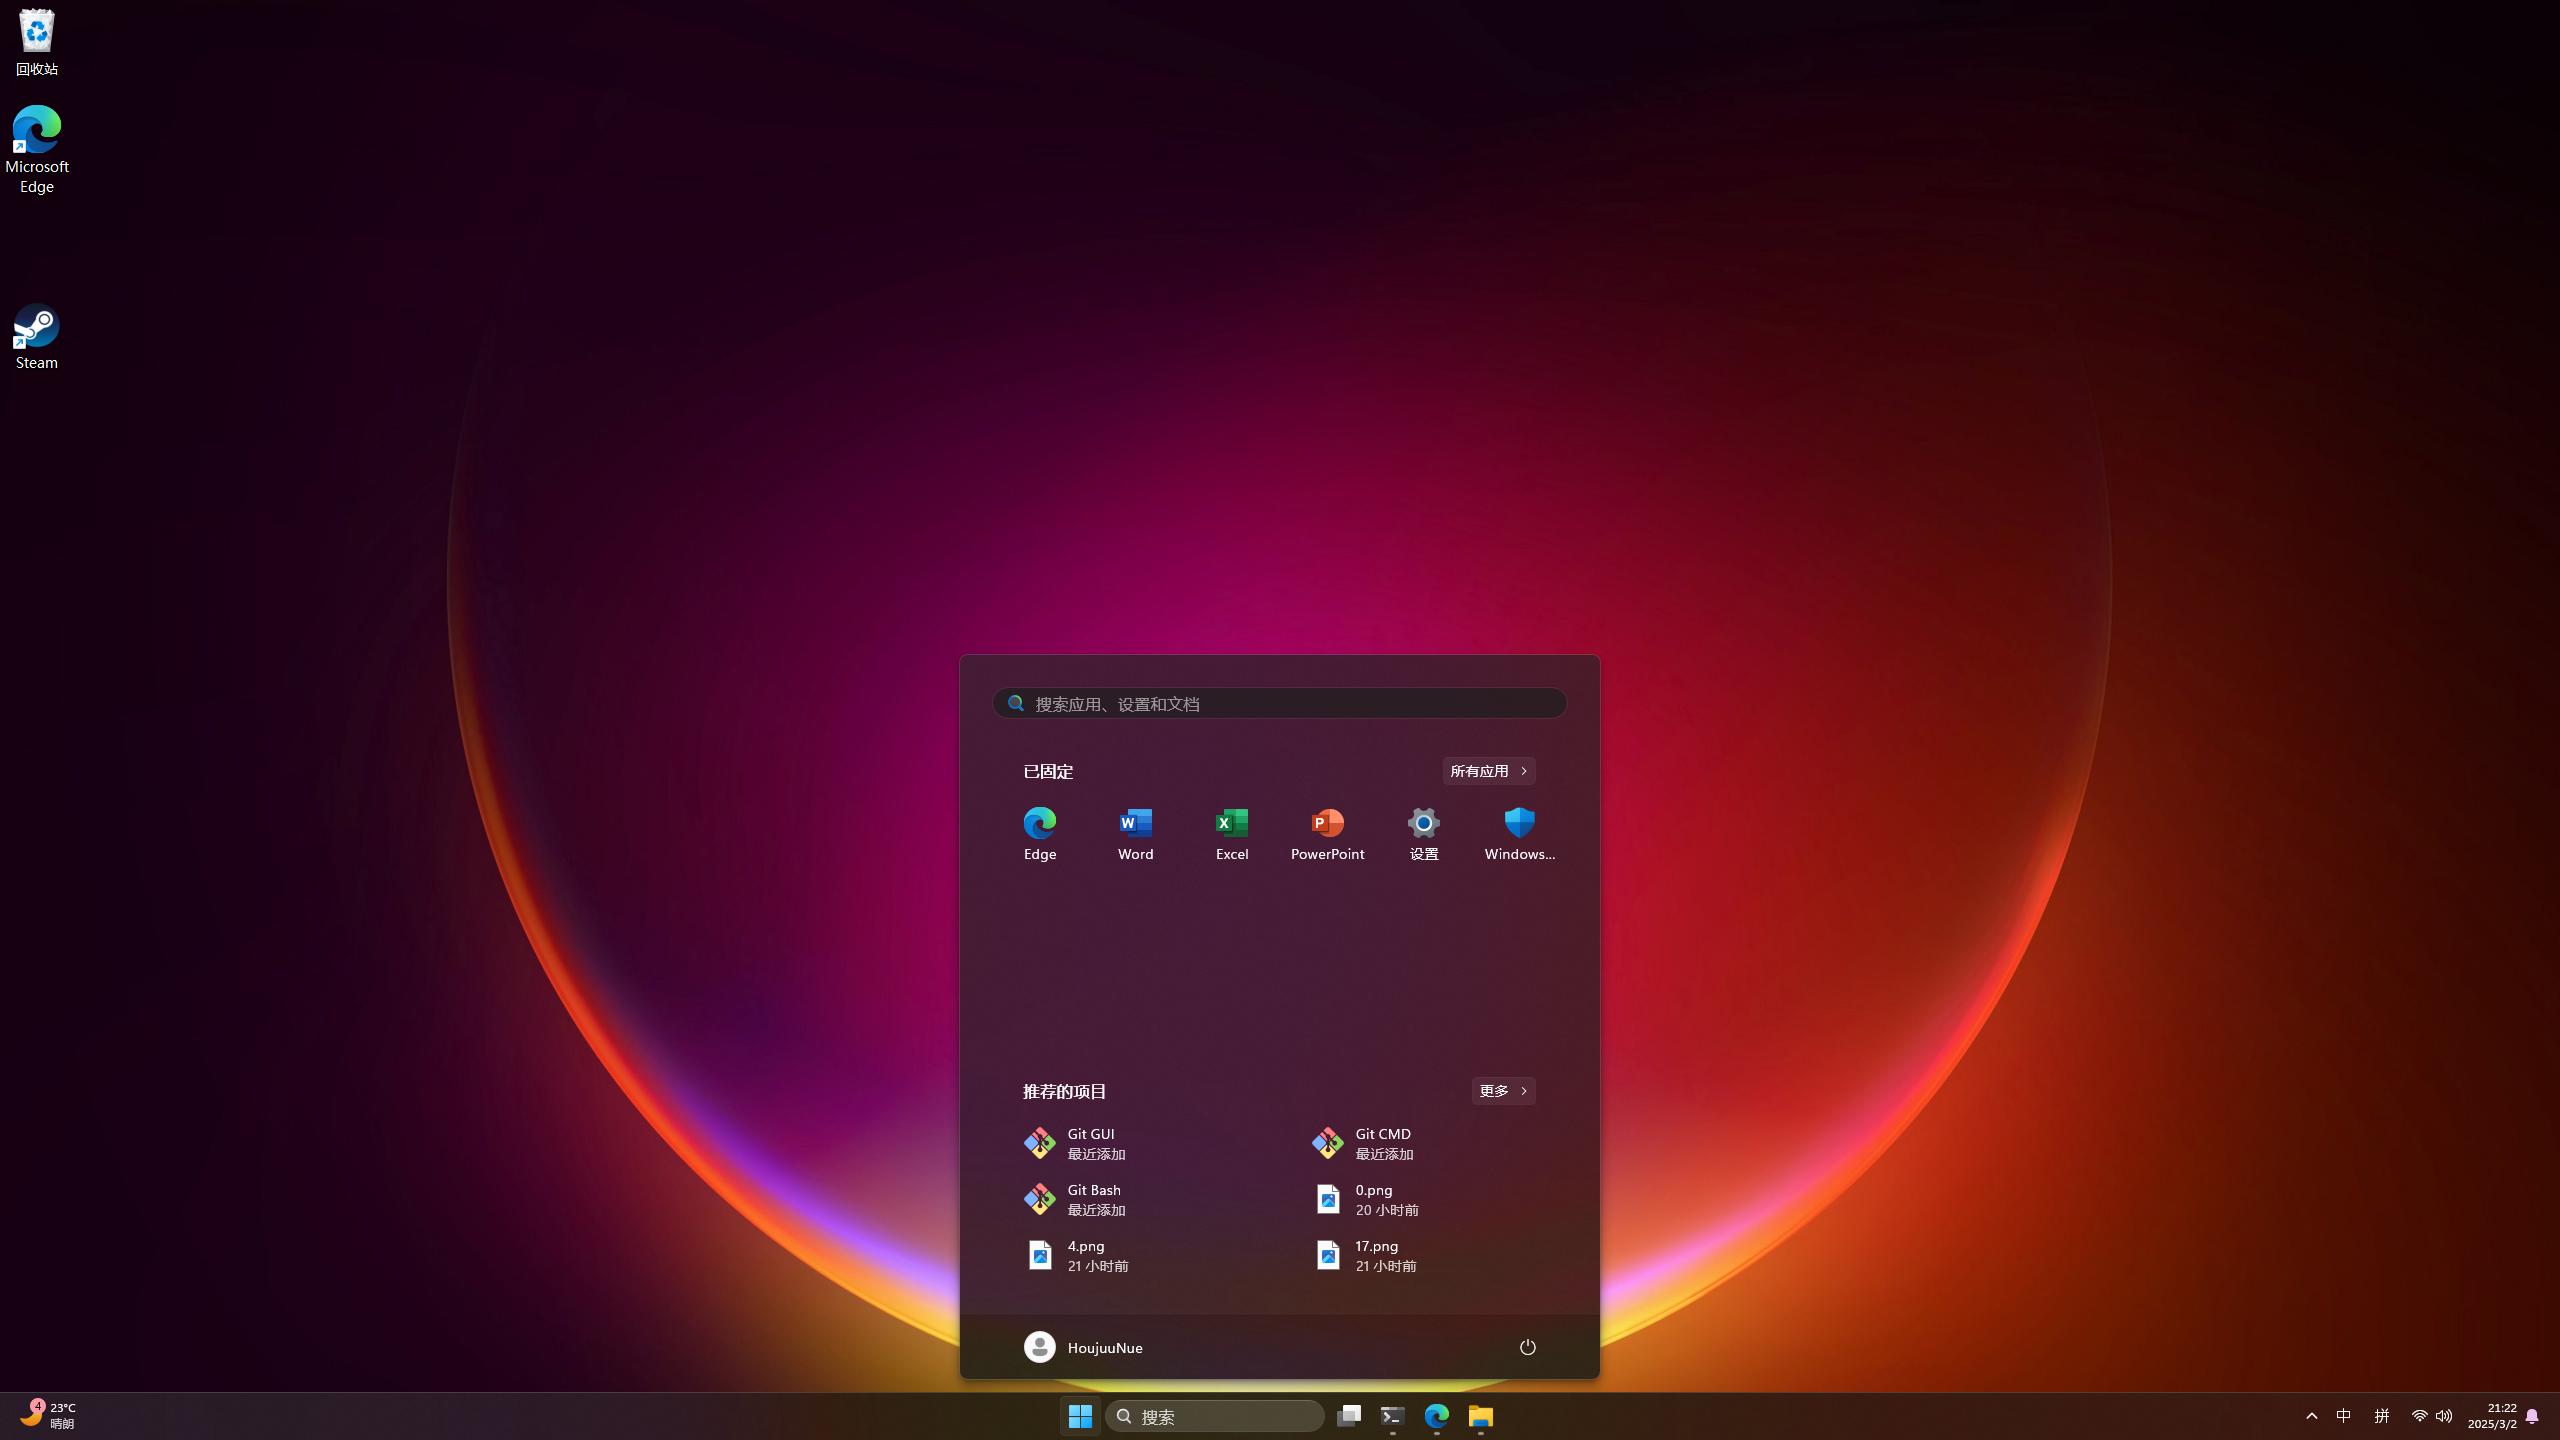 回收站
Microsoft
Edge
Steam
搜索应用、设置和文档
已固定
所有应用
Edge
Word
Excel
PowerPoint
设置
Windows...
推荐的项目
更多
Git GUI
最近添加
Git CMD
最近添加
Git Bash
最近添加
0.png
20 小时前
4.png
21 小时前
17.png
21 小时前
HoujuuNue
4
23°C
晴朗
搜索
中
拼
21:22
2025/3/2